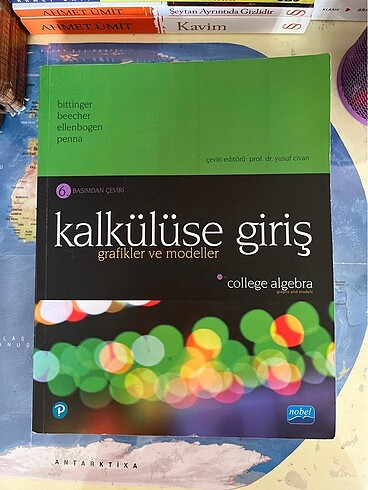 AHMET ÜMİT
Şeytan Ayrıntıda Gizlidir
AHMET ÜMİT
Kavim
KLASİK
bittinger
beecher
ellenbogen
penna
çeviri editörü: prof. dr. yusuf civan
6. BASIMDAN ÇEVİRİ
kalkülüse giriş
grafikler ve modeller
college algebra
graphs and models
P
nobel
ANTARKTİKA